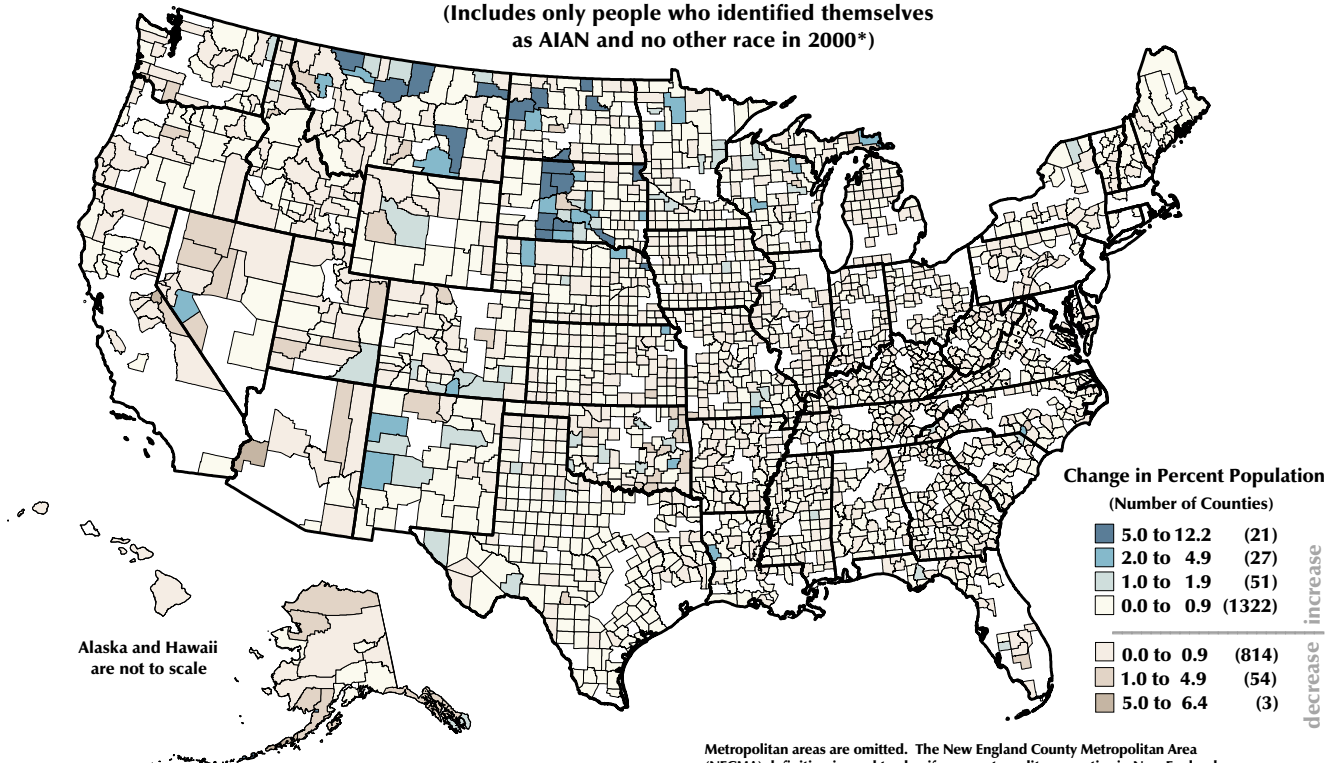 (Includes only people who identified themselves
as AIAN and no other race in 2000*)
Alaska and Hawaii
are not to scale
Change in Percent Population
(Number of Counties)
5.0 to 12.2 (21)
2.0 to 4.9 (27)
1.0 to 1.9 (51)
0.0 to 0.9 (1322)
increase
0.0 to 0.9 (814)
1.0 to 4.9 (54)
5.0 to 6.4 (3)
decrease
Metropolitan areas are omitted. The New England County Metropolitan Area